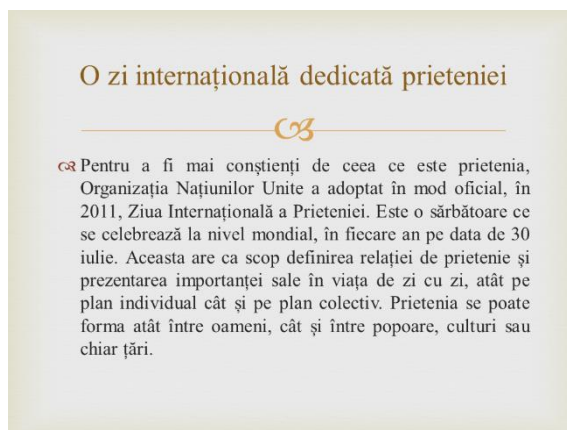 O zi internațională dedicată prieteniei
Pentru a fi mai conștienți de ceea ce este prietenia,
Organizația Națiunilor Unite a adoptat în mod oficial, în
2011, Ziua Internațională a Prieteniei. Este o sărbătoare ce
se celebrează la nivel mondial, în fiecare an pe data de 30
iulie. Aceasta are ca scop definirea relației de prietenie și
prezentarea importanței sale în viața de zi cu zi, atât pe
plan individual cât și pe plan colectiv. Prietenia se poate
forma atât între oameni, cât și între popoare, culturi sau
chiar țări.